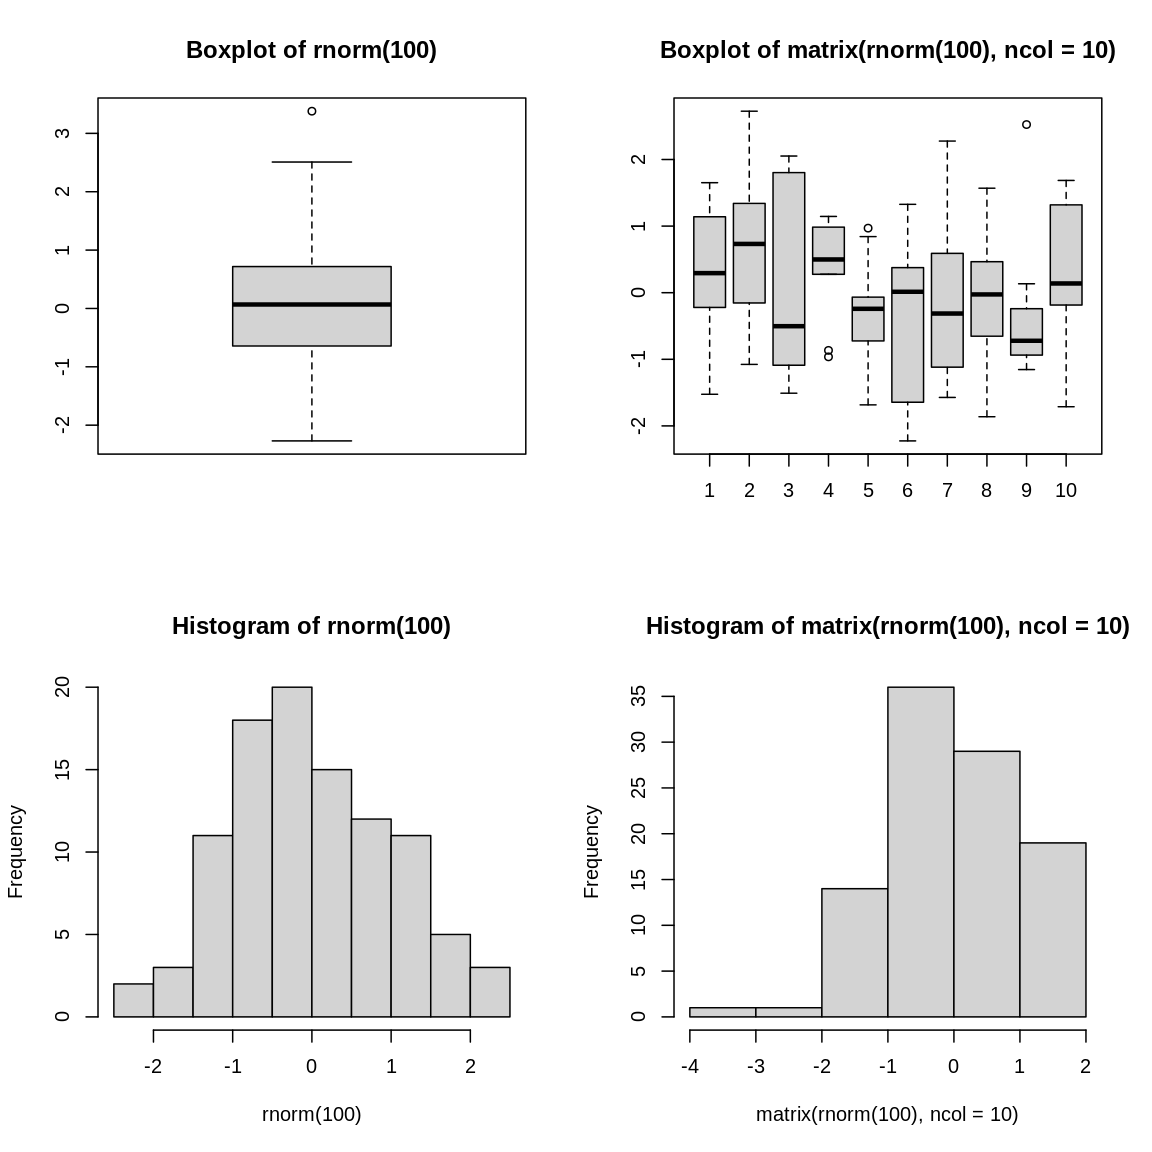 Boxplot of rnorm(100)
3
2
1
0
-1
-2
Boxplot of matrix(rnorm(100), ncol = 10)
2
1
0
-1
-2
1 2 3 4 5 6 7 8 9 10
Histogram of rnorm(100)
Frequency
20
15
10
5
0
-2 -1 0 1 2
rnorm(100)
Histogram of matrix(rnorm(100), ncol = 10)
Frequency
35
30
25
20
15
10
5
0
-4 -3 -2 -1 0 1 2
matrix(rnorm(100), ncol = 10)